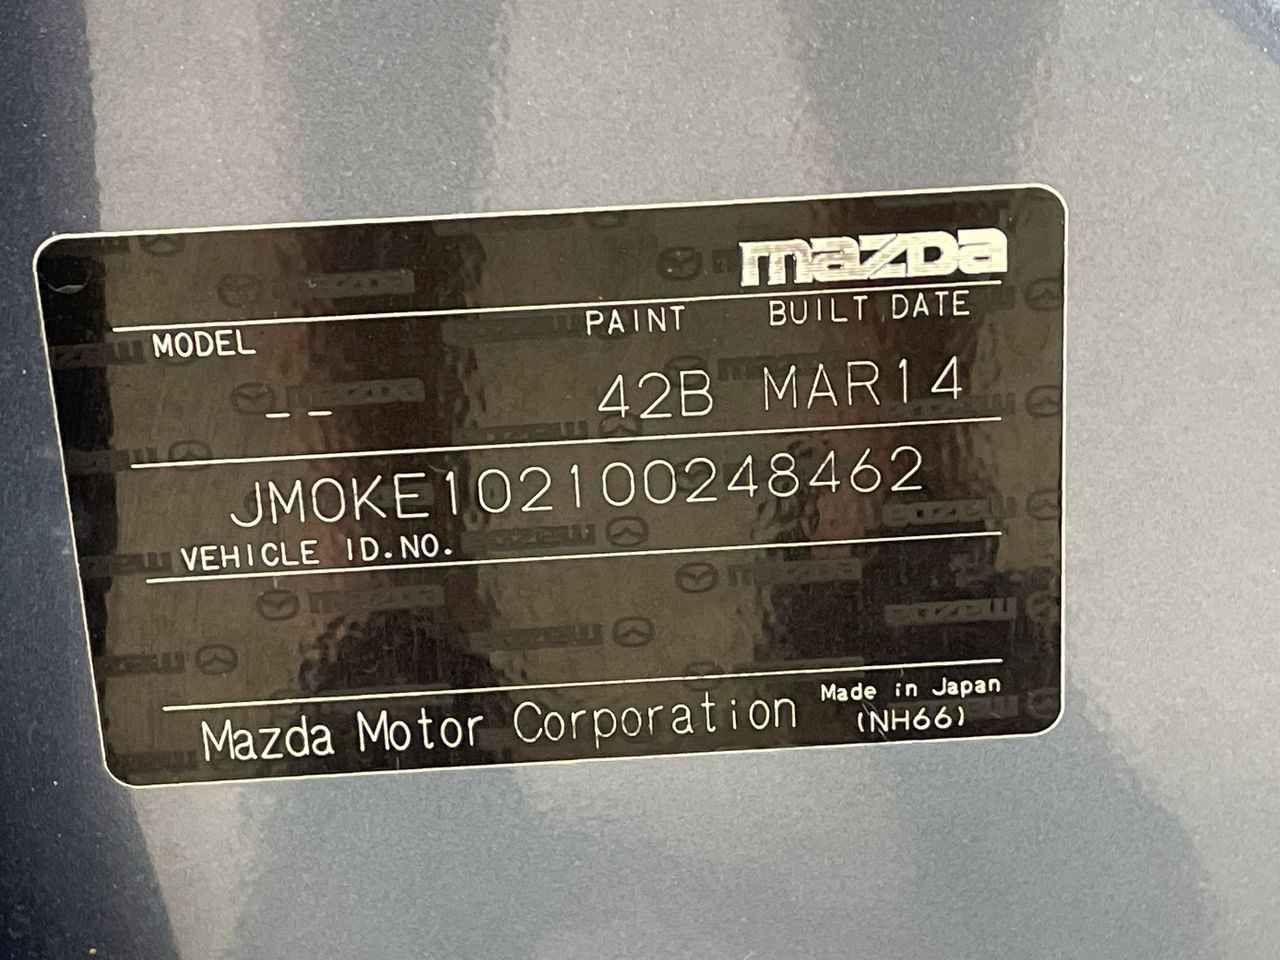 mazda
MODEL PAINT BUILT DATE
-- 42B MAR14
JM0KE102100248462
VEHICLE ID.NO.
Mazda Motor Corporation Made in Japan
(NH66)